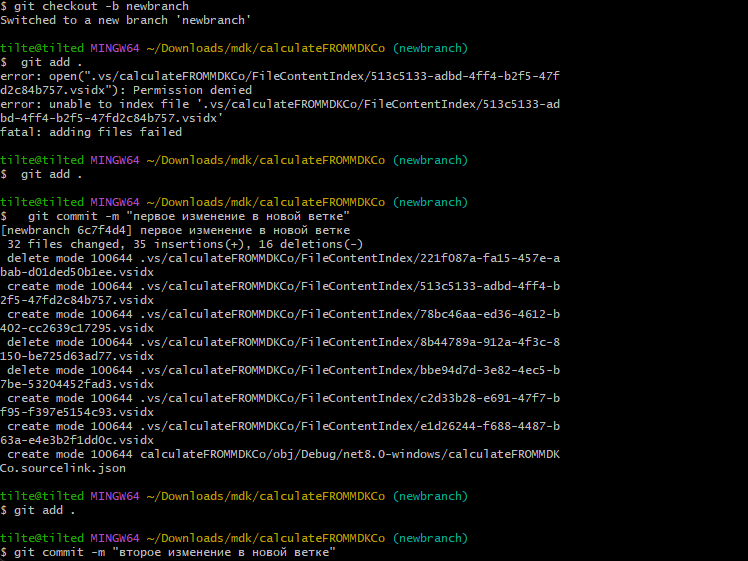 $ git checkout -b newbranch
Switched to a new branch 'newbranch'
tilte@tilted MINGW64 ~/Downloads/mdk/calculateFROMMDKCo (newbranch)
$  git add .
error: open(".vs/calculateFROMMDKCo/FileContentIndex/513c5133-adbd-4ff4-b2f5-47f
d2c84b757.vsidx"): Permission denied
error: unable to index file '.vs/calculateFROMMDKCo/FileContentIndex/513c5133-ad
bd-4ff4-b2f5-47fd2c84b757.vsidx'
fatal: adding files failed
tilte@tilted MINGW64 ~/Downloads/mdk/calculateFROMMDKCo (newbranch)
$  git add .
tilte@tilted MINGW64 ~/Downloads/mdk/calculateFROMMDKCo (newbranch)
$   git commit -m "первое изменение в новой ветке"
[newbranch 6c7f4d4] первое изменение в новой ветке
 32 files changed, 35 insertions(+), 16 deletions(-)
 delete mode 100644 .vs/calculateFROMMDKCo/FileContentIndex/221f087a-fa15-457e-a
bab-d01ded50b1ee.vsidx
 create mode 100644 .vs/calculateFROMMDKCo/FileContentIndex/513c5133-adbd-4ff4-b
2f5-47fd2c84b757.vsidx
 create mode 100644 .vs/calculateFROMMDKCo/FileContentIndex/78bc46aa-ed36-4612-b
402-cc2639c17295.vsidx
 delete mode 100644 .vs/calculateFROMMDKCo/FileContentIndex/8b44789a-912a-4f3c-8
150-be725d63ad77.vsidx
 delete mode 100644 .vs/calculateFROMMDKCo/FileContentIndex/bbe94d7d-3e82-4ec5-b
7be-53204452fad3.vsidx
 create mode 100644 .vs/calculateFROMMDKCo/FileContentIndex/c2d33b28-e691-47f7-b
f95-f397e5154c93.vsidx
 create mode 100644 .vs/calculateFROMMDKCo/FileContentIndex/e1d26244-f688-4487-b
63a-e4e3b2f1dd0c.vsidx
 create mode 100644 calculateFROMMDKCo/obj/Debug/net8.0-windows/calculateFROMMDK
Co.sourcelink.json
tilte@tilted MINGW64 ~/Downloads/mdk/calculateFROMMDKCo (newbranch)
$ git add .
tilte@tilted MINGW64 ~/Downloads/mdk/calculateFROMMDKCo (newbranch)
$ git commit -m "второе изменение в новой ветке"